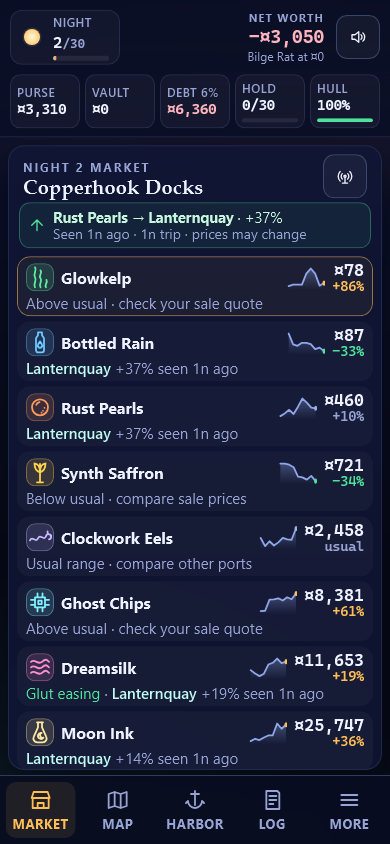 NIGHT
2/30
NET WORTH
−¤3,050
Bilge Rat at ¤0
PURSE
¤3,310
VAULT
¤0
DEBT 6%
¤6,360
HOLD
0/30
HULL
100%
NIGHT 2 MARKET
Copperhook Docks
Rust Pearls → Lanternquay · +37%
Seen 1n ago · 1n trip · prices may change
Glowkelp
¤78
+86%
Above usual · check your sale quote
Bottled Rain
¤87
−33%
Lanternquay +37% seen 1n ago
Rust Pearls
¤460
+10%
Lanternquay +37% seen 1n ago
Synth Saffron
¤721
−34%
Below usual · compare sale prices
Clockwork Eels
¤2,458
usual
Usual range · compare other ports
Ghost Chips
¤8,381
+61%
Above usual · check your sale quote
Dreamsilk
¤11,653
+19%
Glut easing · Lanternquay +19% seen 1n ago
Moon Ink
¤25,747
+36%
Lanternquay +14% seen 1n ago
MARKET
MAP
HARBOR
LOG
MORE